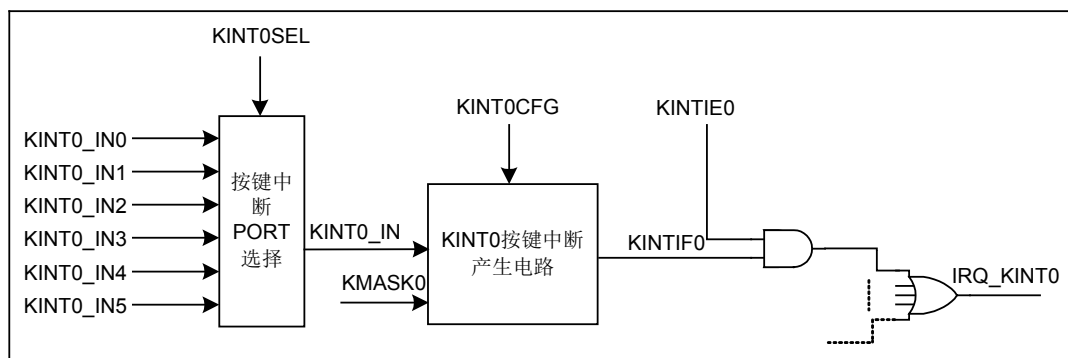 KINT0SEL
KINT0CFG
KINTIE0
KINT0_IN0
KINT0_IN1
KINT0_IN2
KINT0_IN3
KINT0_IN4
KINT0_IN5
按键中
断
PORT
选择
KINT0_IN
KMASK0
KINT0按键中断
产生电路
KINTIF0
IRQ_KINT0